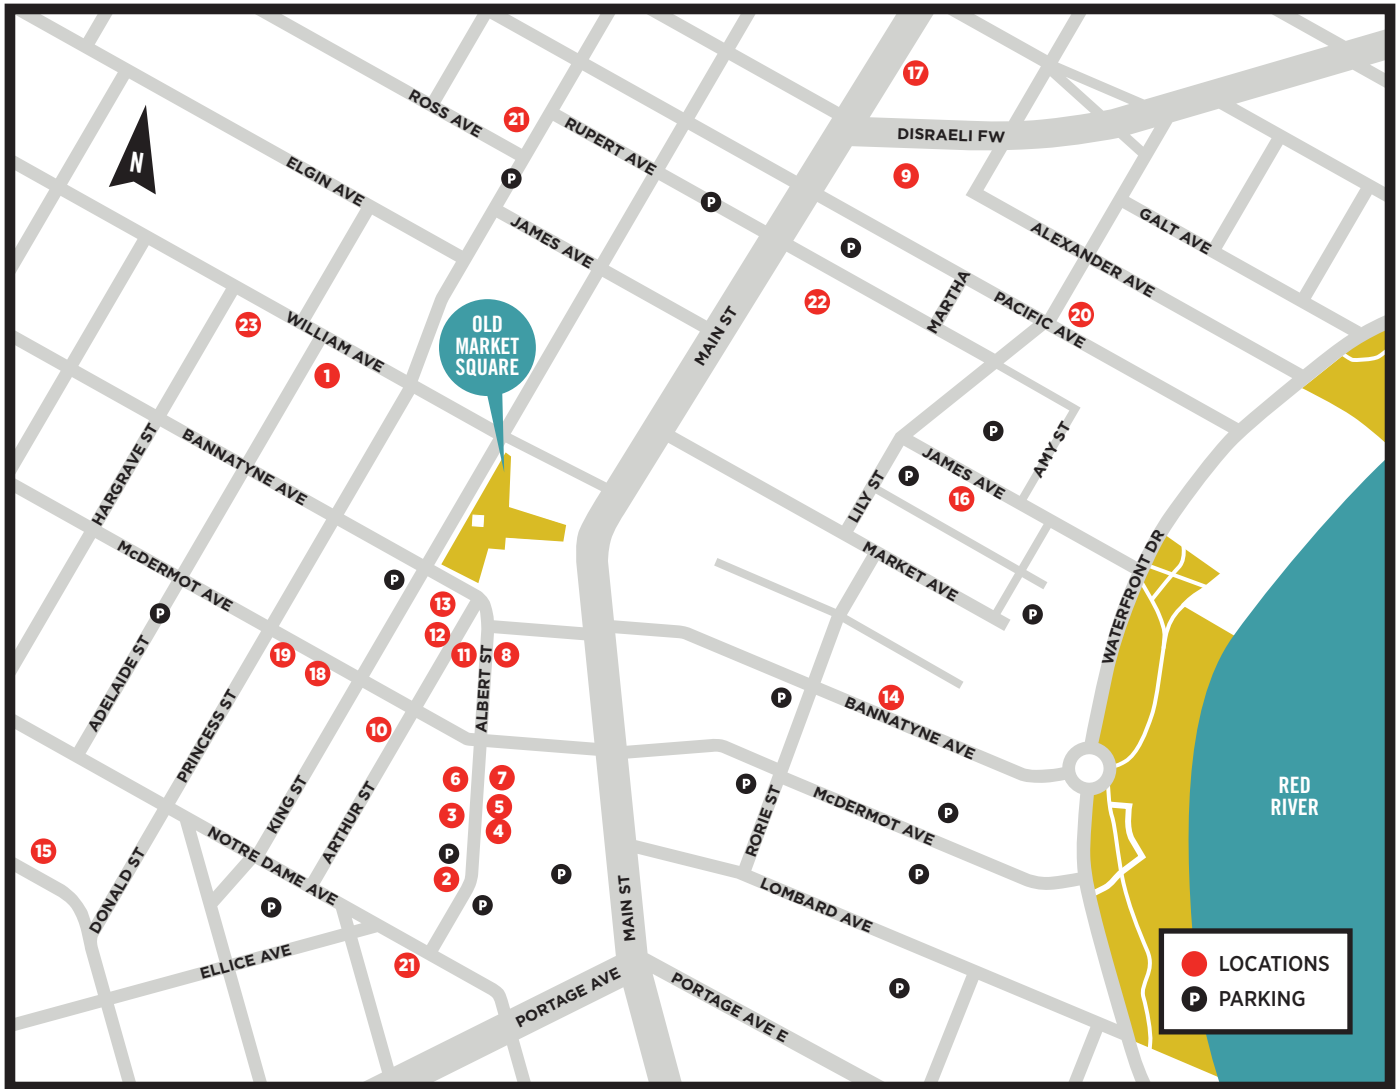 17
ROSS AVE
21
RUPERT AVE
DISRAELI FW
N
ELGIN AVE
P
9
P
JAMES AVE
GALT AVE
ALEXANDER AVE
P
MARTHA
PACIFIC AVE
22
20
23
WILLIAM AVE
OLD
MARKET
SQUARE
MAIN ST
1
HARGRAVE ST
BANNATYNE AVE
P
AMY ST
JAMES AVE
P
16
LILY ST
McDERMOT AVE
P
MARKET AVE
WATERFRONT DR
P
13
P
12
11
8
ALBERT ST
19
18
ADELAIDE ST
PRINCESS ST
P
14
BANNATYNE AVE
10
6
7
P
RED
RIVER
3
5
4
KING ST
ARTHUR ST
RORIE ST
McDERMOT AVE
P
15
NOTRE DAME AVE
P
2
P
P
P
P
DONALD ST
MAIN ST
LOMBARD AVE
ELLICE AVE
21
PORTAGE AVE
PORTAGE AVE E
P
LOCATIONS
P PARKING